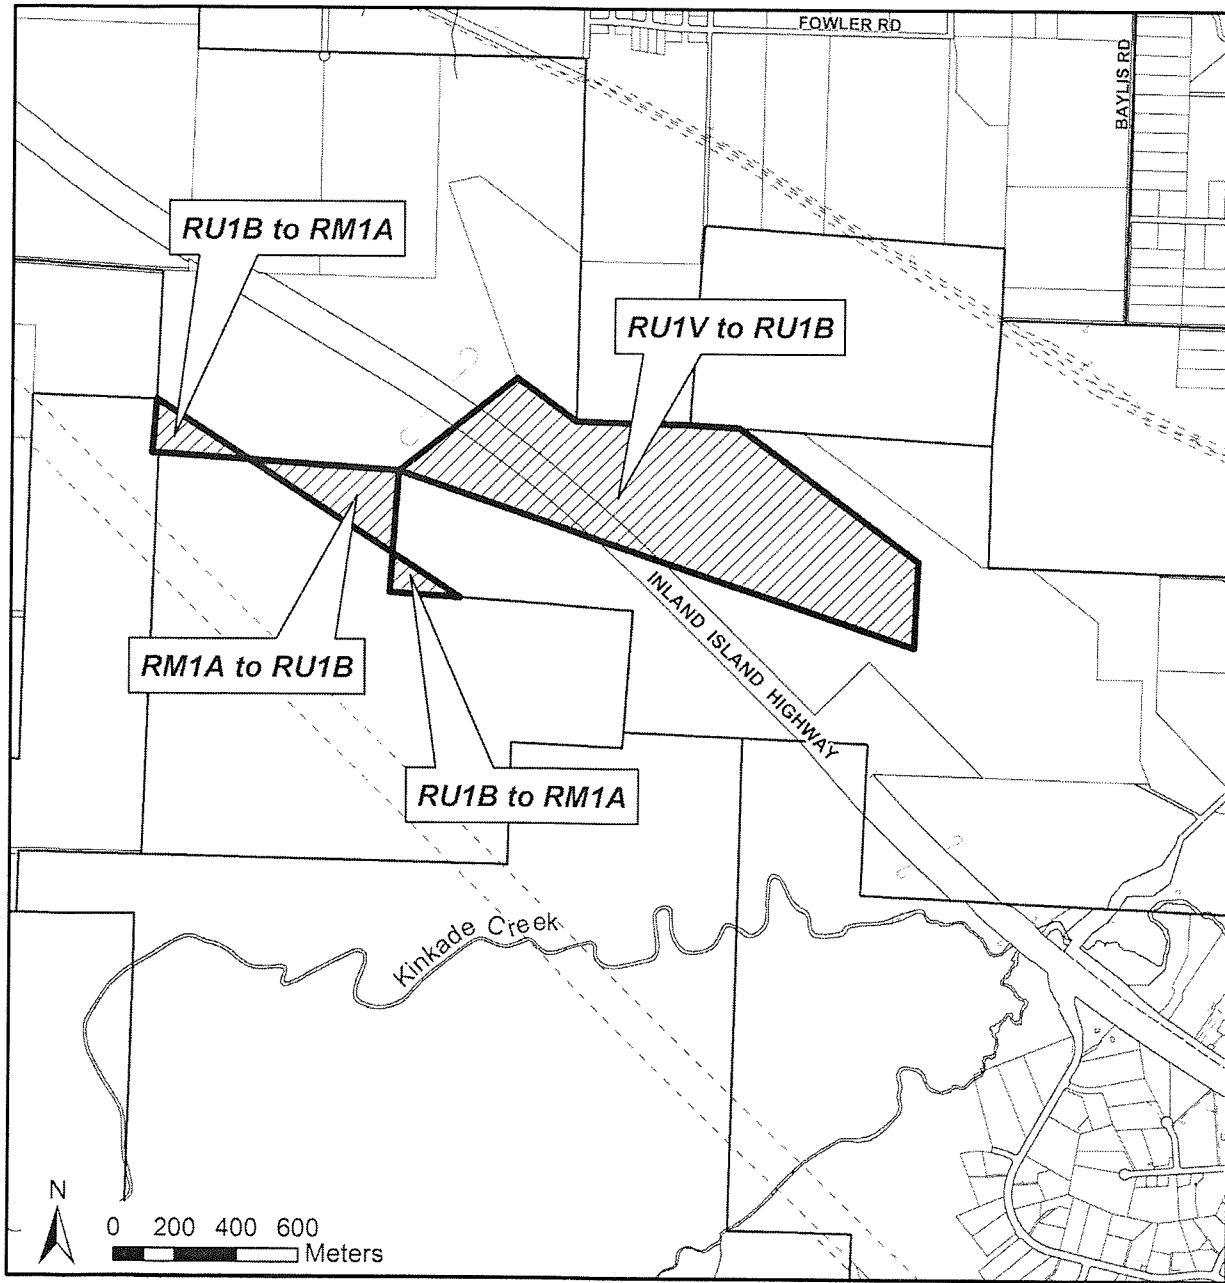 FOWLER RD
BAYLIS RD
RU1B to RM1A
RU1V to RU1B
INLAND ISLAND HIGHWAY
RM1A to RU1B
RU1B to RM1A
Kinkade Creek
N
0 200 400 600
Meters